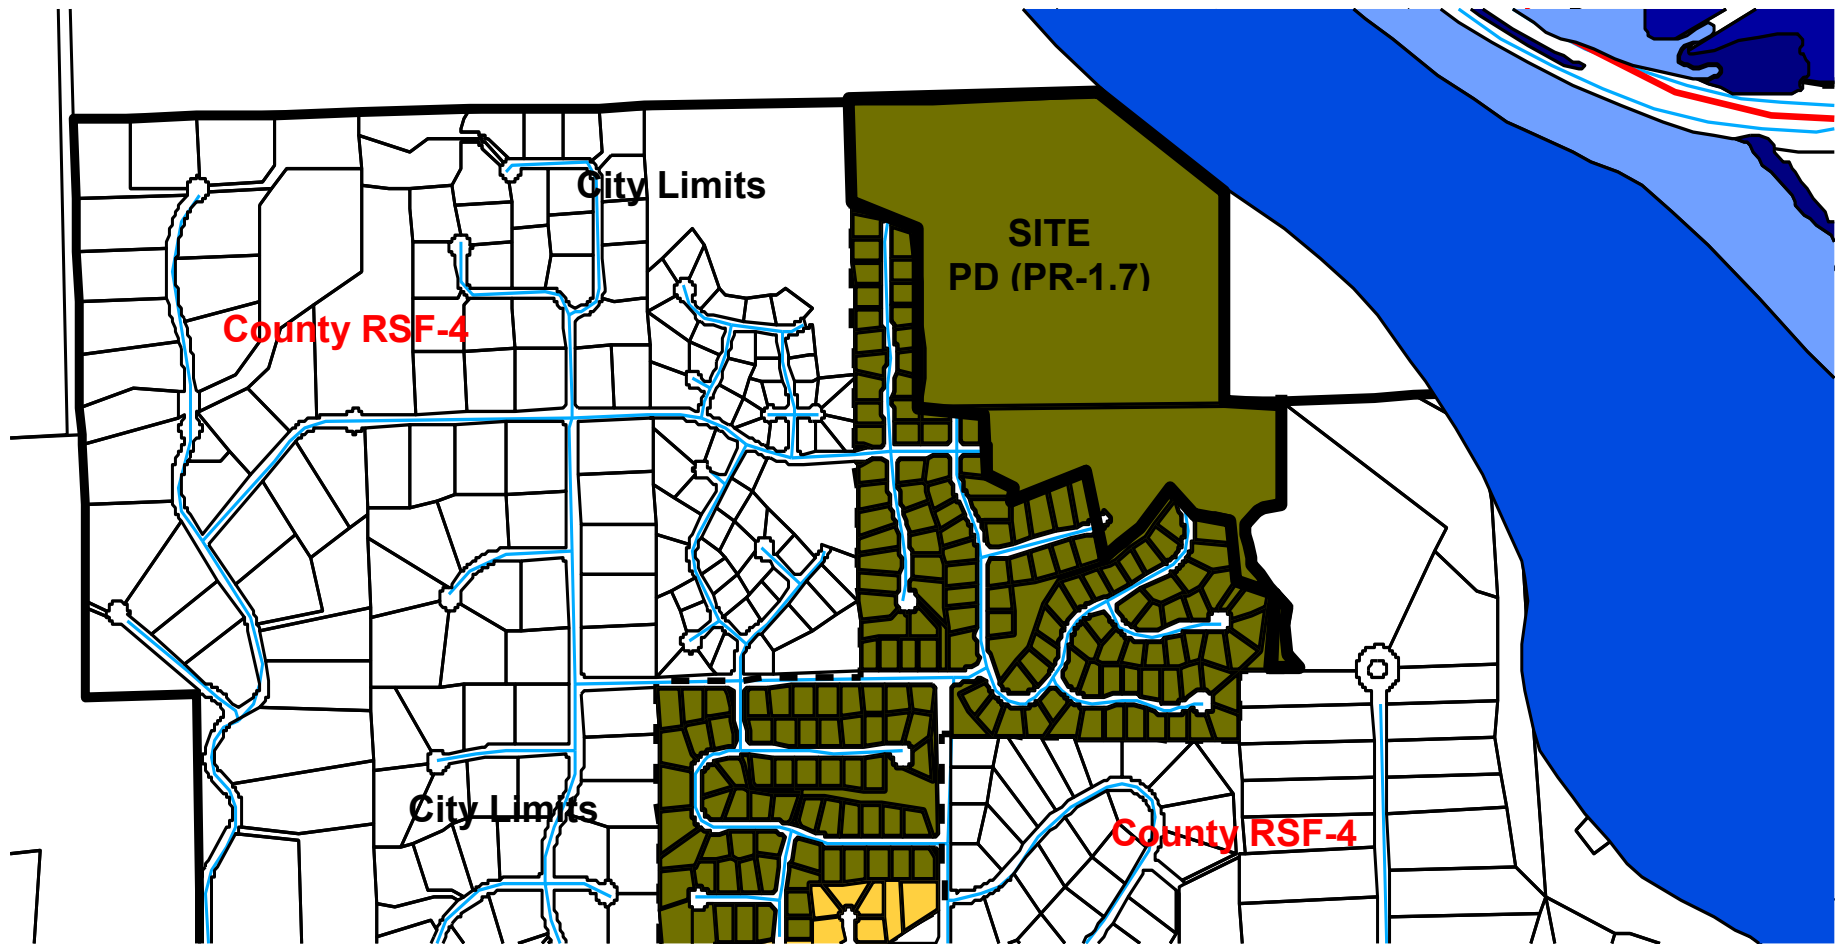 City Limits
SITE
PD (PR-1.7)
County RSF-4
City Limits
County RSF-4